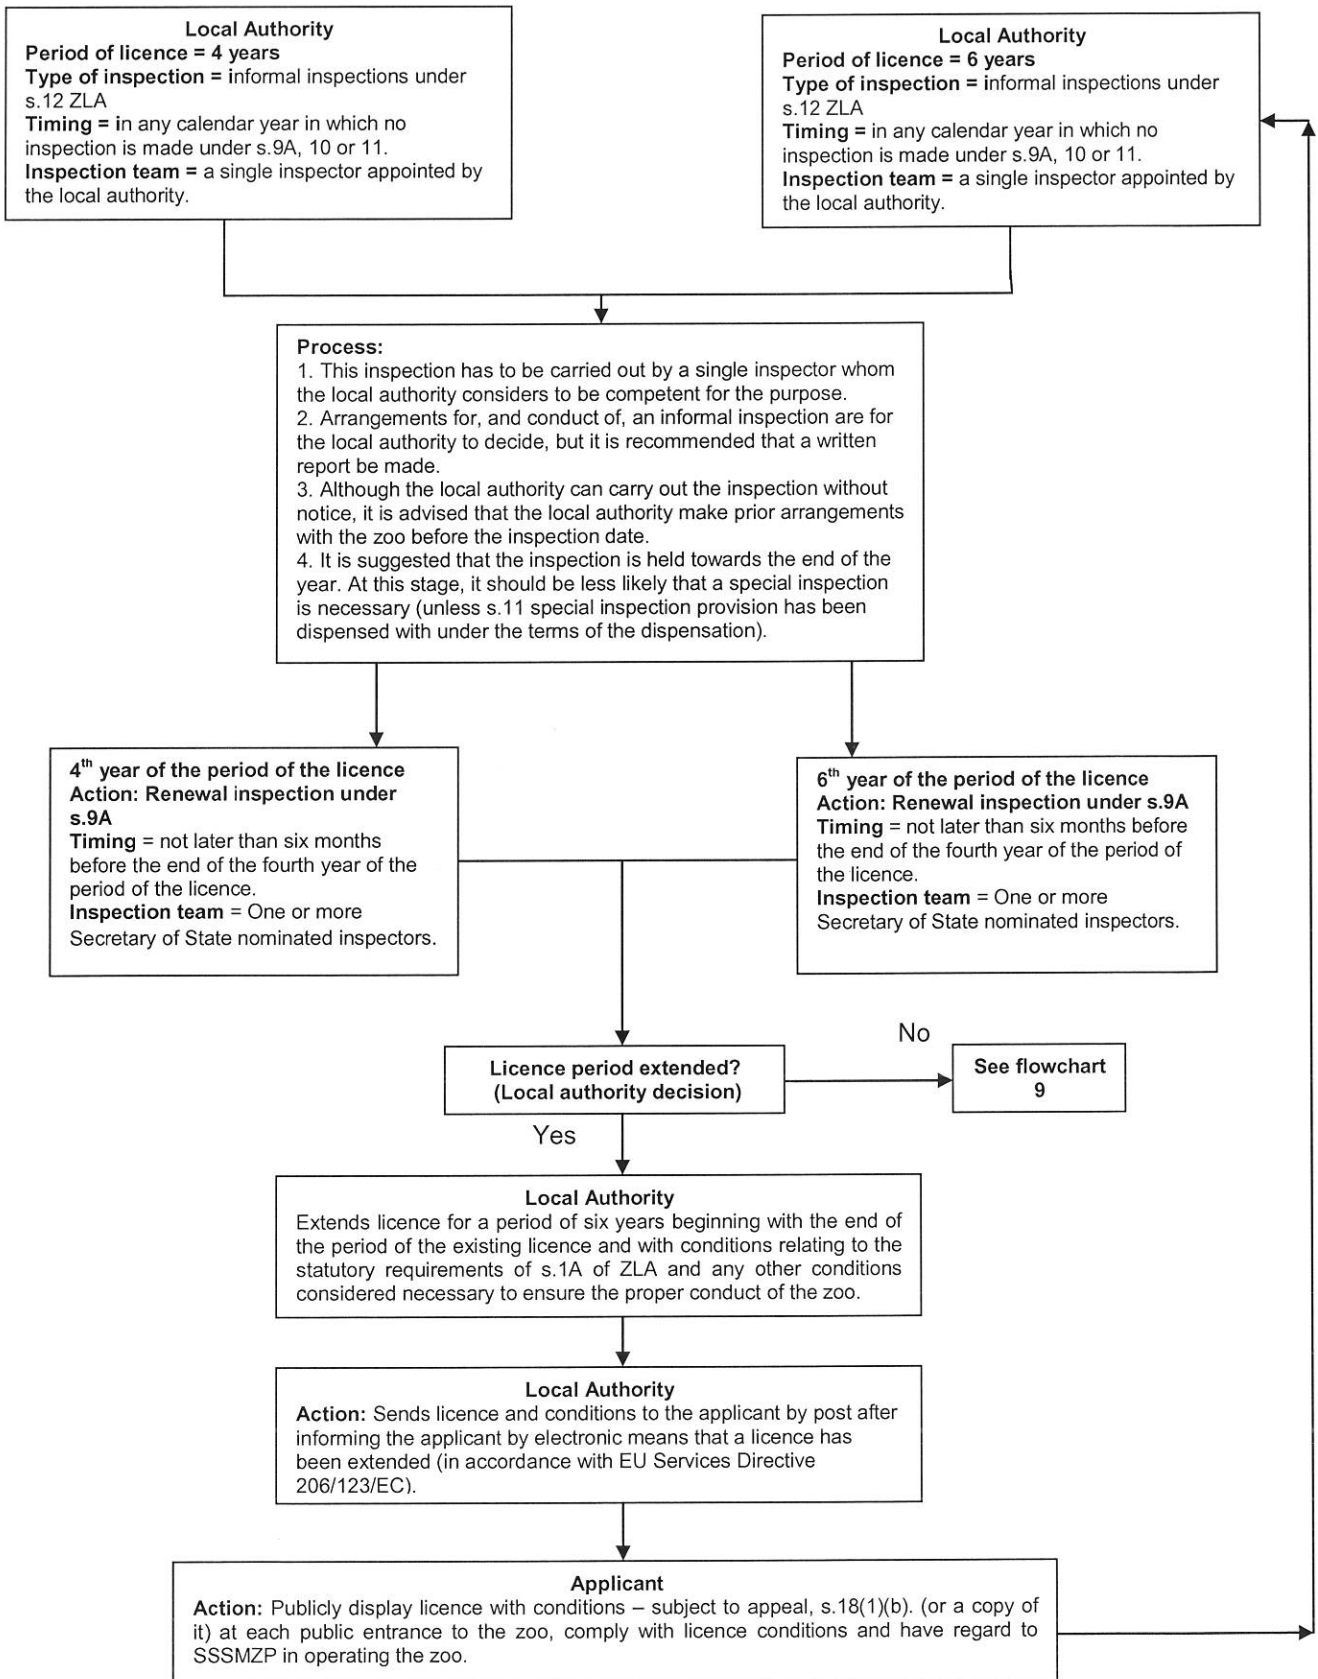 Local Authority
Period of licence = 4 years
Type of inspection = informal inspections under
s.12 ZLA
Timing = in any calendar year in which no
inspection is made under s.9A, 10 or 11.
Inspection team = a single inspector appointed by
the local authority.
Local Authority
Period of licence = 6 years
Type of inspection = informal inspections under
s.12 ZLA
Timing = in any calendar year in which no
inspection is made under s.9A, 10 or 11.
Inspection team = a single inspector appointed by
the local authority.
Process:
1. This inspection has to be carried out by a single inspector whom
the local authority considers to be competent for the purpose.
2. Arrangements for, and conduct of, an informal inspection are for
the local authority to decide, but it is recommended that a written
report be made.
3. Although the local authority can carry out the inspection without
notice, it is advised that the local authority make prior arrangements
with the zoo before the inspection date.
4. It is suggested that the inspection is held towards the end of the
year. At this stage, it should be less likely that a special inspection
is necessary (unless s.11 special inspection provision has been
dispensed with under the terms of the dispensation).
4th year of the period of the licence
Action: Renewal inspection under
s.9A
Timing = not later than six months
before the end of the fourth year of the
period of the licence.
Inspection team = One or more
Secretary of State nominated inspectors.
6th year of the period of the licence
Action: Renewal inspection under s.9A
Timing = not later than six months before
the end of the fourth year of the period of
the licence.
Inspection team = One or more
Secretary of State nominated inspectors.
Licence period extended?
(Local authority decision)
No
See flowchart
9
Yes
Local Authority
Extends licence for a period of six years beginning with the end of
the period of the existing licence and with conditions relating to the
statutory requirements of s.1A of ZLA and any other conditions
considered necessary to ensure the proper conduct of the zoo.
Local Authority
Action: Sends licence and conditions to the applicant by post after
informing the applicant by electronic means that a licence has
been extended (in accordance with EU Services Directive
206/123/EC).
Applicant
Action: Publicly display licence with conditions – subject to appeal, s.18(1)(b). (or a copy of
it) at each public entrance to the zoo, comply with licence conditions and have regard to
SSSMZP in operating the zoo.